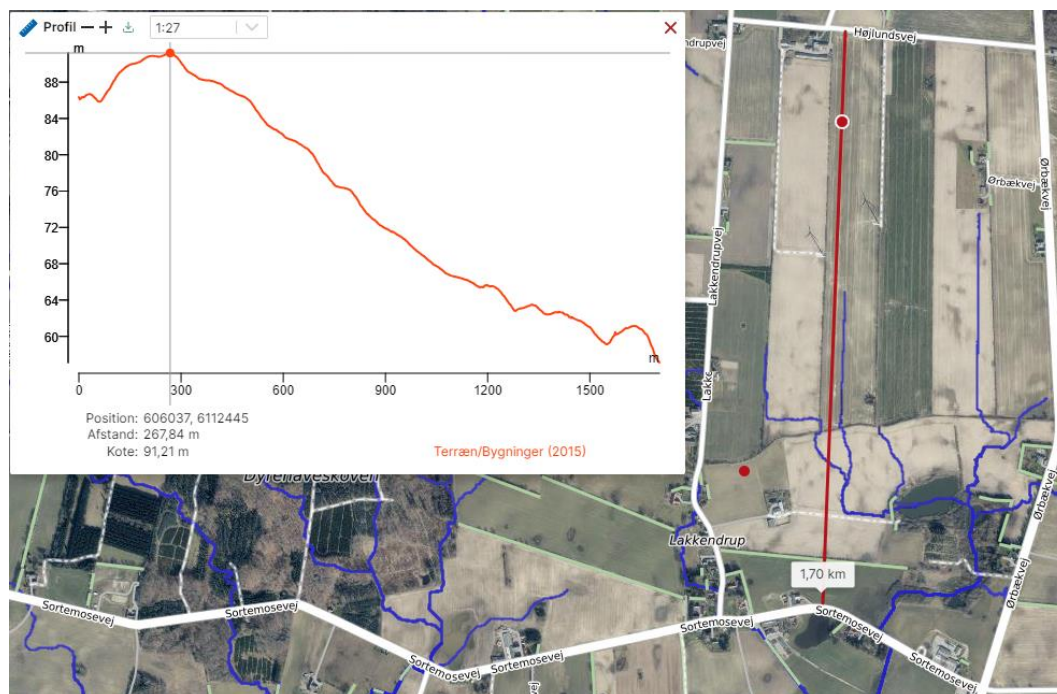 Profil
1:27
m
88
84
80
76
72
68
64
60
m
0
300
600
900
1200
1500
Position: 606037, 6112445
Afstand: 267,84 m
Kote: 91,21 m
Terræn/Bygninger (2015)
Højlundsvej
Ørbækvej
Ørbækvej
Lakkendrupvej
Dyrehaveskoven
Lakkendrup
Ørbækvej
1,70 km
Sortemosevej
Sortemosevej
Sortemosevej
Sortemosevej
Sortemosevej
Sortemosevej